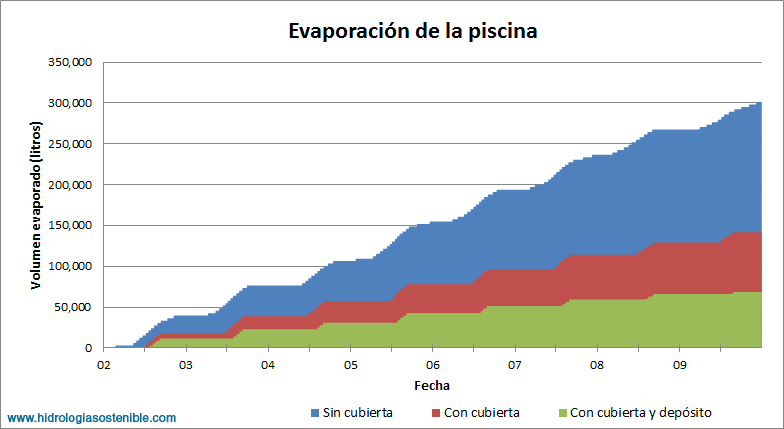 Evaporación de la piscina
Volumen evaporado (litros)
350,000
300,000
250,000
200,000
150,000
100,000
50,000
0
02 03 04 05 06 07 08 09
Fecha
Sin cubierta Con cubierta Con cubierta y depósito
www.hidrologiasostenible.com